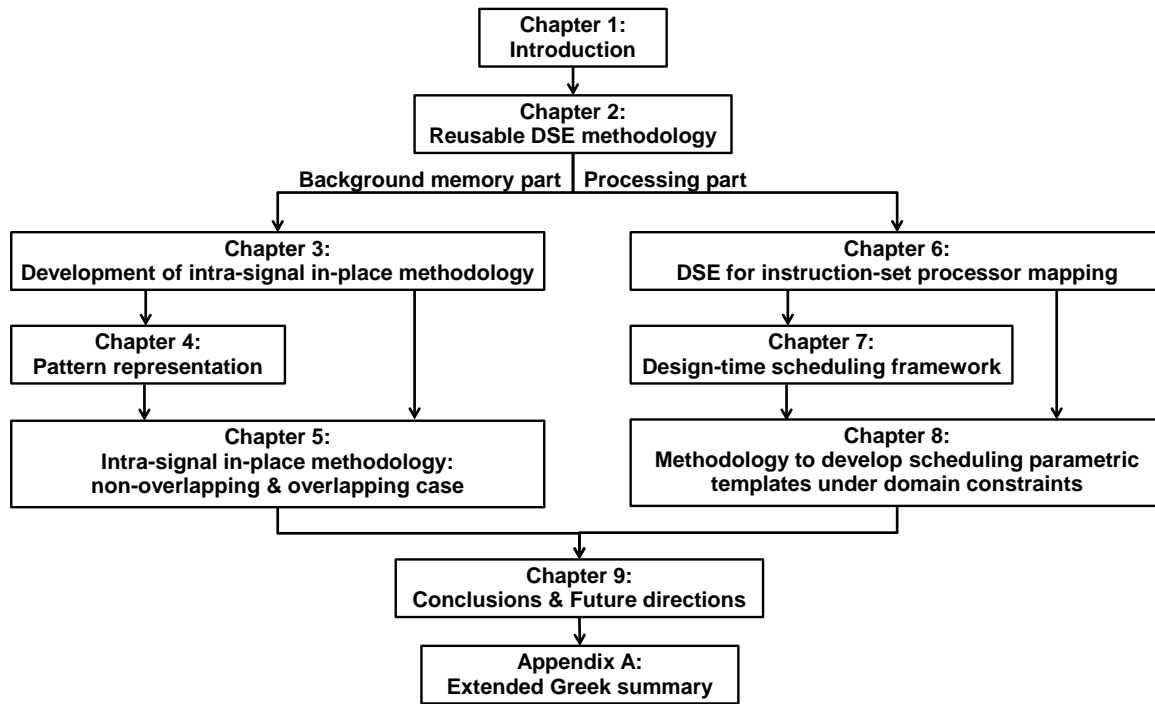 Chapter 1:
Introduction
Chapter 2:
Reusable DSE methodology
Background memory part
Processing part
Chapter 3:
Development of intra-signal in-place methodology
Chapter 4:
Pattern representation
Chapter 5:
Intra-signal in-place methodology:
non-overlapping & overlapping case
Chapter 6:
DSE for instruction-set processor mapping
Chapter 7:
Design-time scheduling framework
Chapter 8:
Methodology to develop scheduling parametric
templates under domain constraints
Chapter 9:
Conclusions & Future directions
Appendix A:
Extended Greek summary